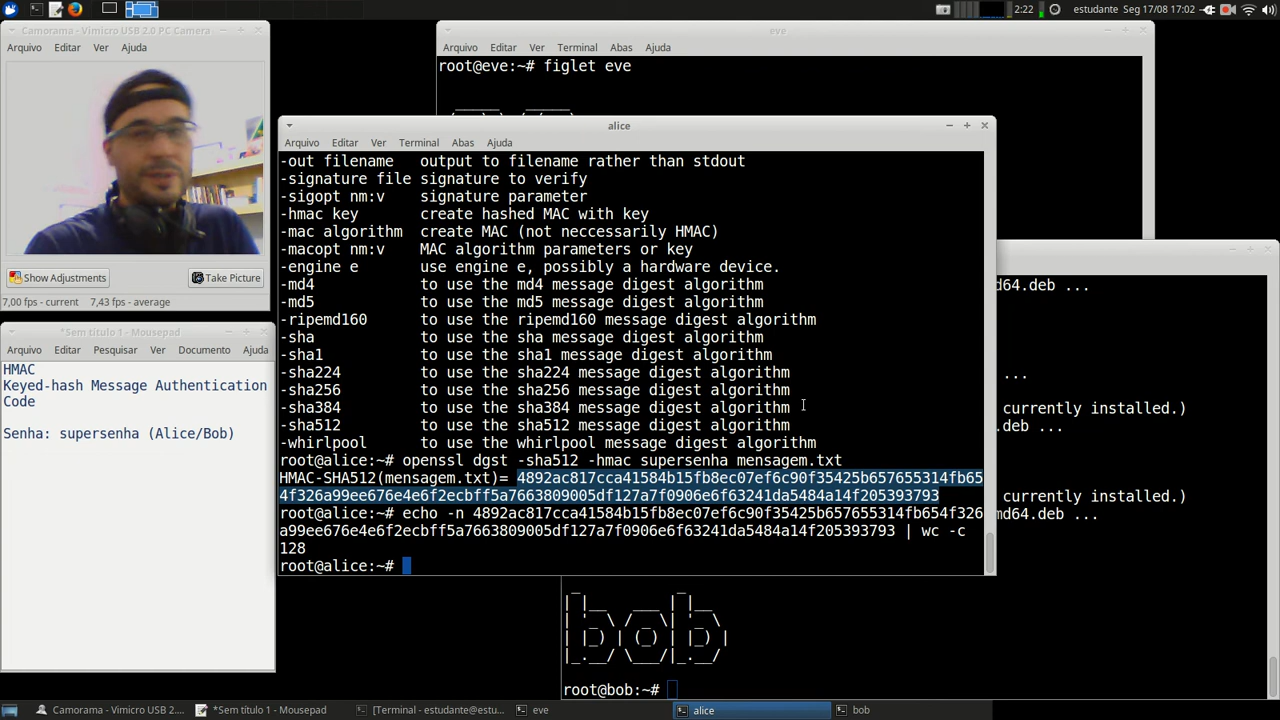 2:22 estudante Seg 17/08 17:02
Camorama - Vimicro USB 2.0 PC Camera
Arquivo Editar Ver Ajuda
Show Adjustments Take Picture
7,00 fps - current 7,43 fps - average
*Sem título 1 - Mousepad
Arquivo Editar Pesquisar Ver Documento Ajuda
HMAC
Keyed-hash Message Authentication
Code
Senha: supersenha (Alice/Bob)
eve
Arquivo Editar Ver Terminal Abas Ajuda
root@eve:~# figlet eve
alice
Arquivo Editar Ver Terminal Abas Ajuda
-out filename output to filename rather than stdout
-signature file signature to verify
-sigopt nm:v signature parameter
-hmac key create hashed MAC with key
-mac algorithm create MAC (not neccessarily HMAC)
-macopt nm:v MAC algorithm parameters or key
-engine e use engine e, possibly a hardware device.
-md4 to use the md4 message digest algorithm
-md5 to use the md5 message digest algorithm
-ripemd160 to use the ripemd160 message digest algorithm
-sha to use the sha message digest algorithm
-sha1 to use the sha1 message digest algorithm
-sha224 to use the sha224 message digest algorithm
-sha256 to use the sha256 message digest algorithm
-sha384 to use the sha384 message digest algorithm
-sha512 to use the sha512 message digest algorithm
-whirlpool to use the whirlpool message digest algorithm
root@alice:~# openssl dgst -sha512 -hmac supersenha mensagem.txt
HMAC-SHA512(mensagem.txt)= 4892ac817cca41584b15fb8ec07ef6c90f35425b657655314fb65
4f326a99ee676e4e6f2ecbff5a7663809005df127a7f0906e6f63241da5484a14f205393793
root@alice:~# echo -n 4892ac817cca41584b15fb8ec07ef6c90f35425b657655314fb654f326
a99ee676e4e6f2ecbff5a7663809005df127a7f0906e6f63241da5484a14f205393793 | wc -c
128
root@alice:~#
md64.deb ...
...
currently installed.)
.deb ...
...
currently installed.)
md64.deb ...
bob
root@bob:~#
Camorama - Vimicro USB 2.... *Sem título 1 - Mousepad [Terminal - estudante@estu... eve alice bob